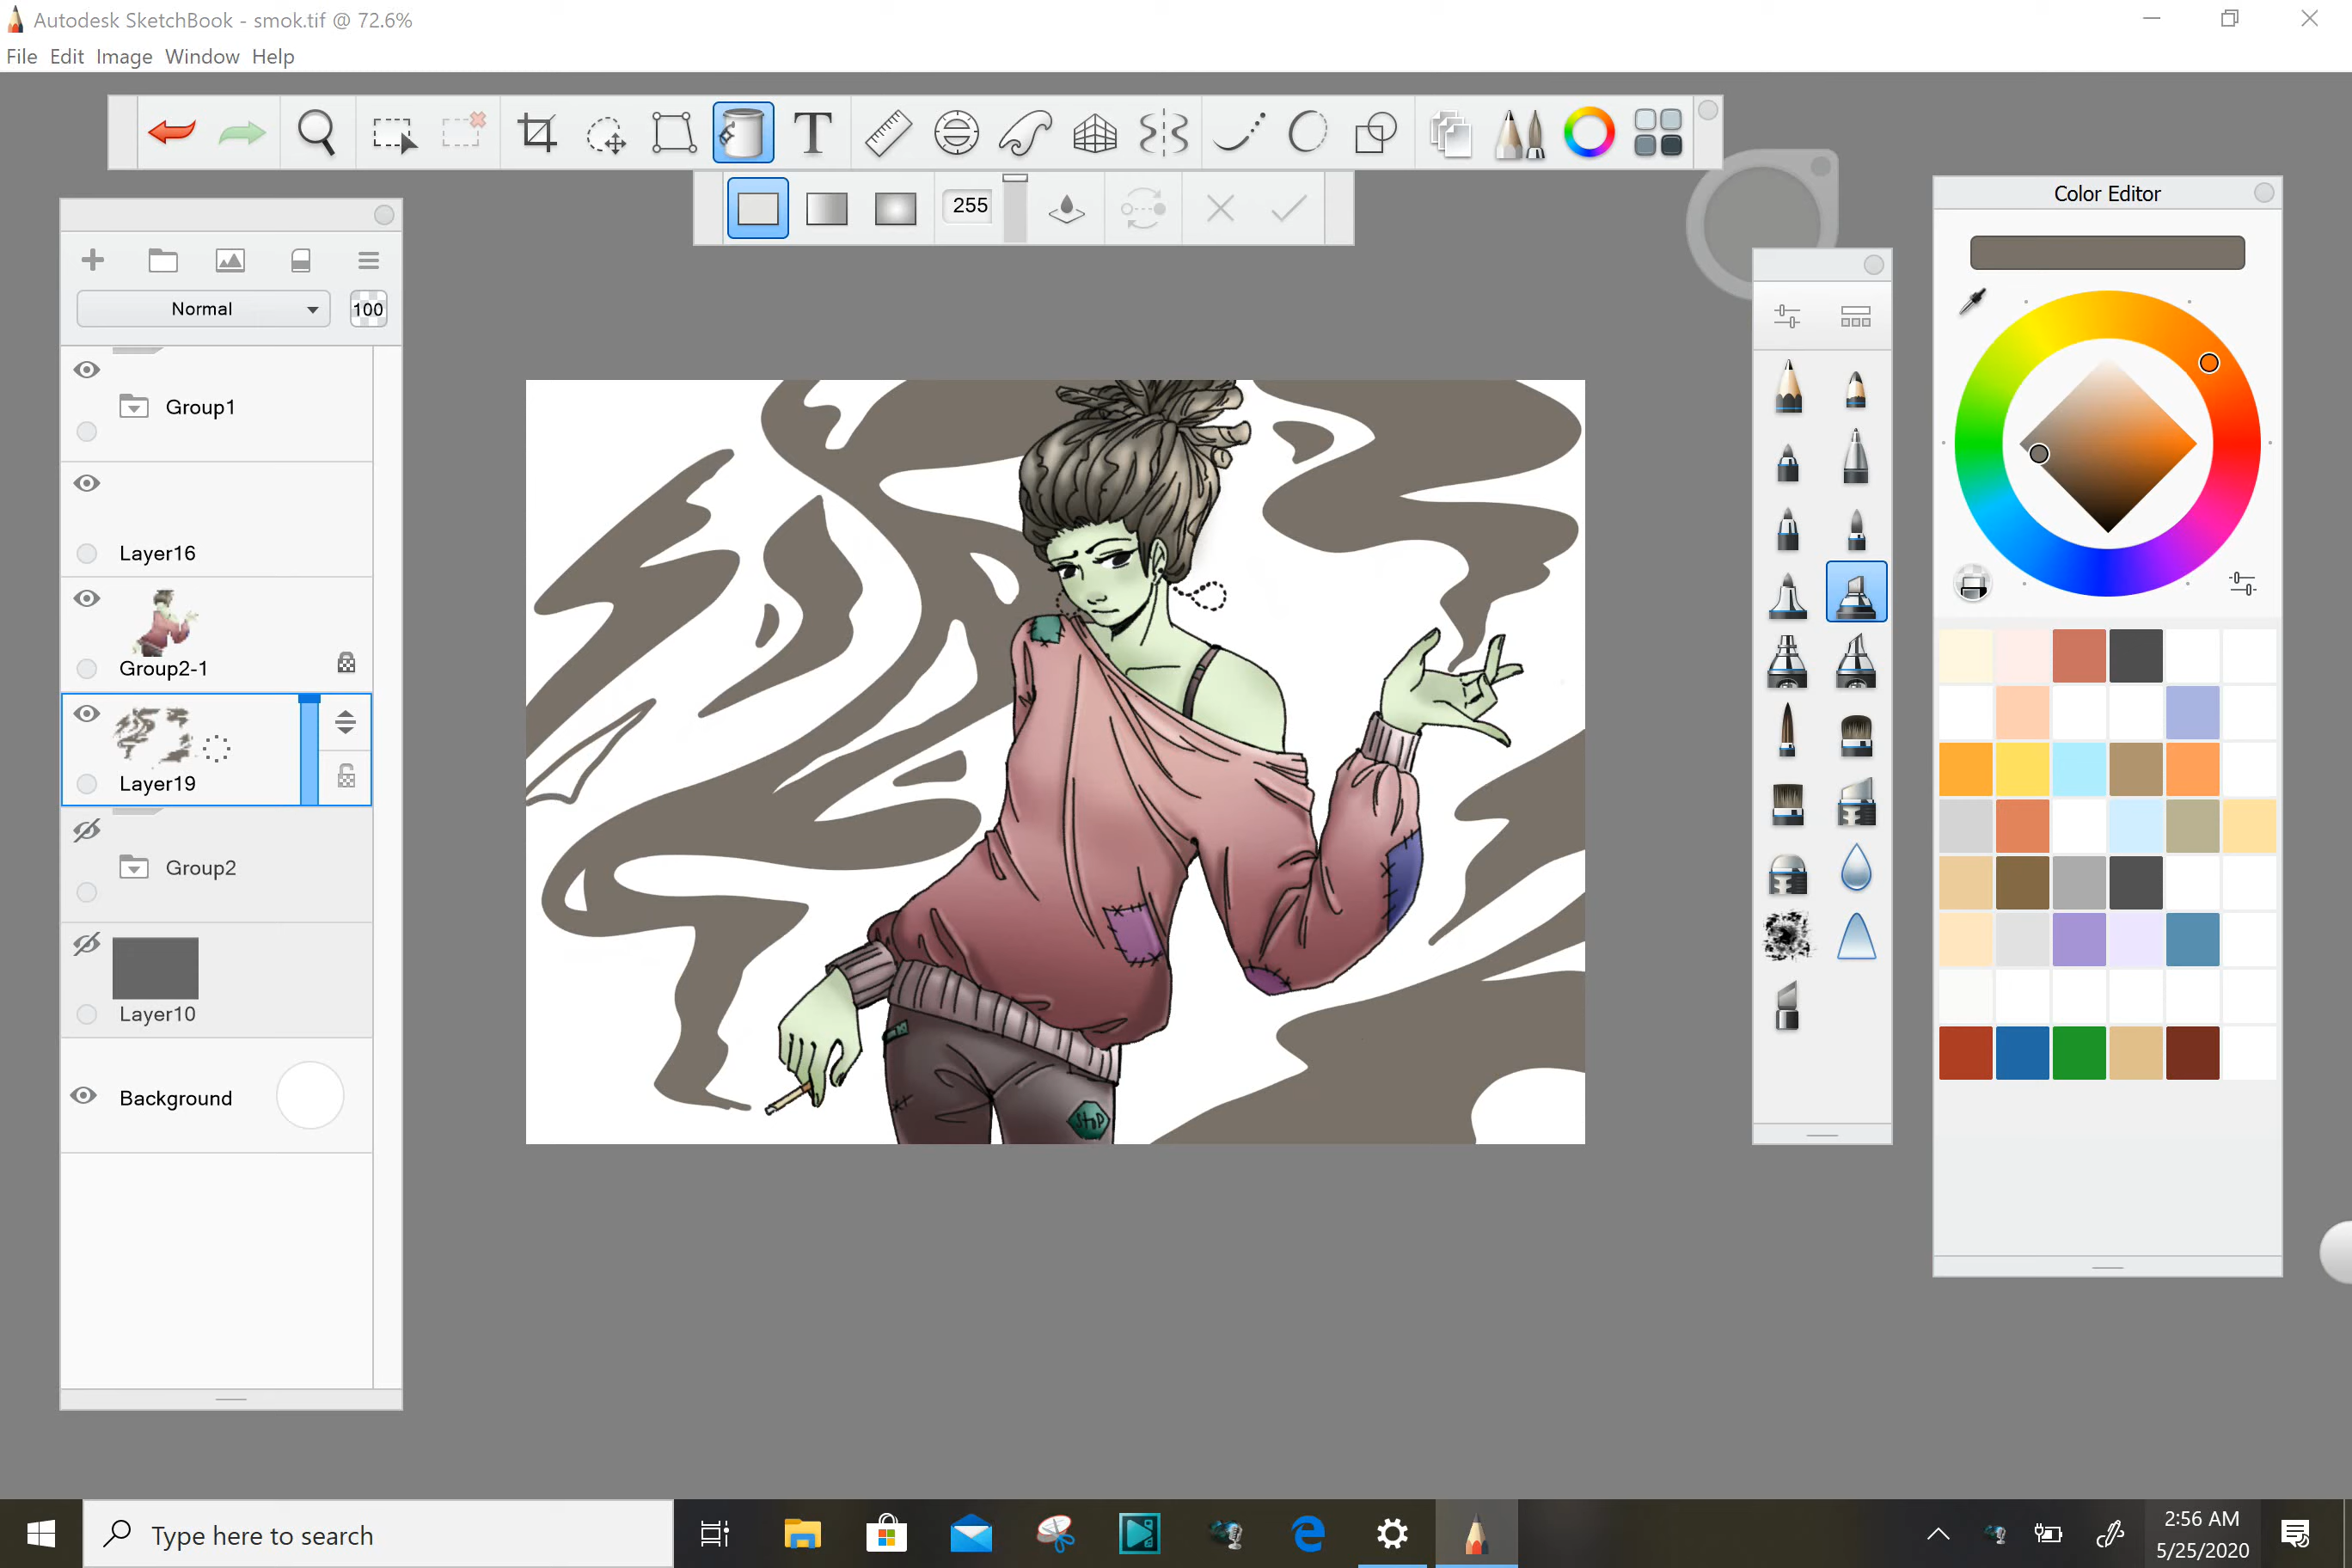 Autodesk SketchBook - smok.tif @ 72.6%
File Edit Image Window Help
T
255
Color Editor
Normal
100
Group1
Layer16
Group2-1
Layer19
Group2
Layer10
Background
Stop
Type here to search
2:56 AM
5/25/2020